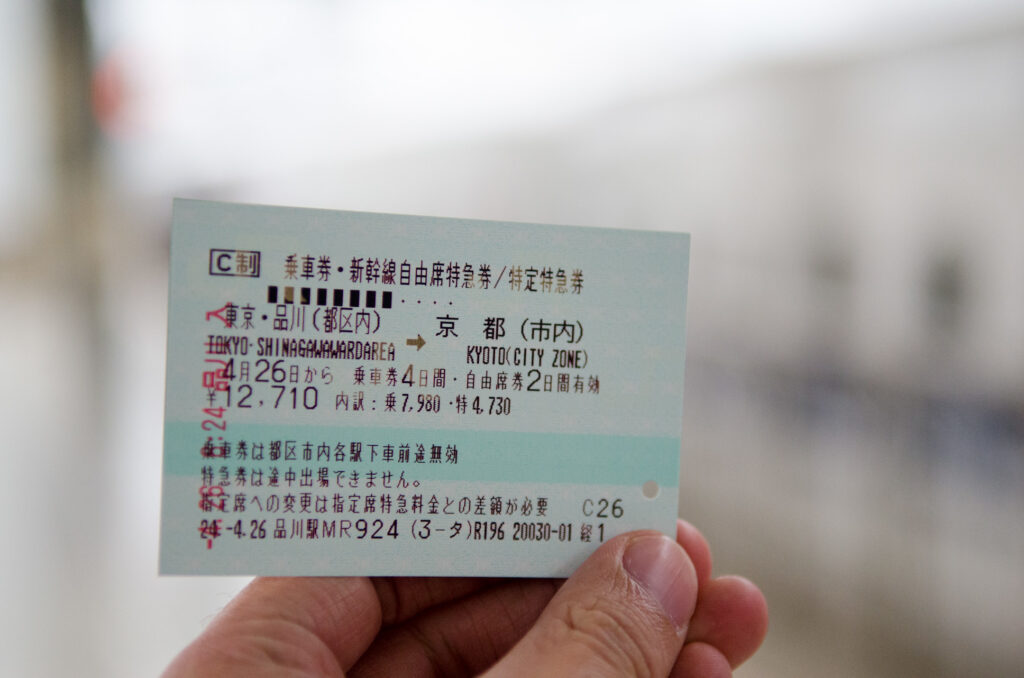 C制 乗車券・新幹線自由席特急券/特定特急券
■■■■■■■■・・・・
東京・品川(都区内) → 京都(市内)
TOKYO・SHINAGAWAWARDAREA KYOTO(CITY ZONE)
4月26日から 乗車券4日間・自由席券2日間有効
¥12,710 内訳:乗7,980・特4,730
乗車券は都区市内各駅下車前途無効
特急券は途中出場できません。
指定席への変更は指定席特急料金との差額が必要 C26
24.-4.26 品川駅MR924 (3-タ)R196 20030-01 経1
品川 入